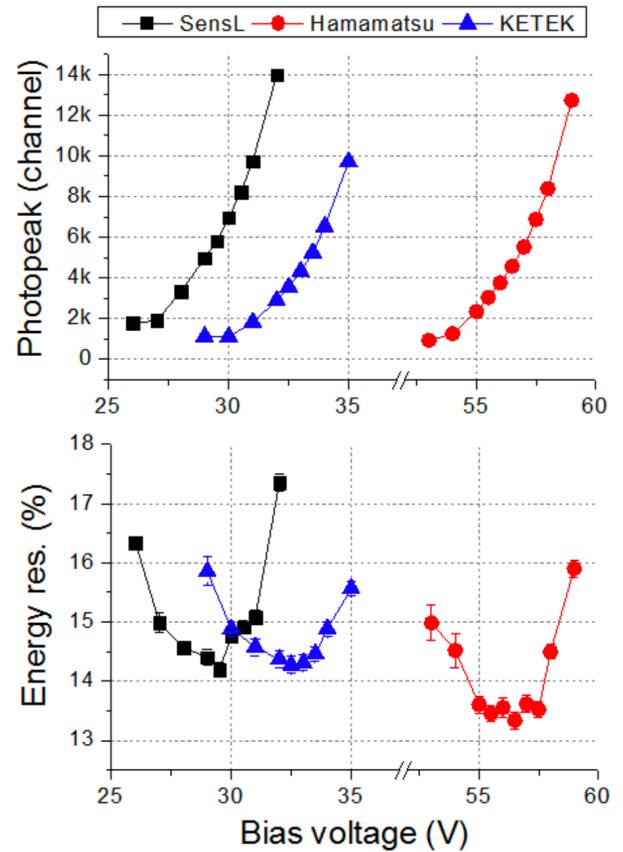 SensL Hamamatsu KETEK
Photopeak (channel)
14k
12k
10k
8k
6k
4k
2k
0
25 30 35 55 60
Energy res. (%)
18
17
16
15
14
13
25 30 35 55 60
Bias voltage (V)